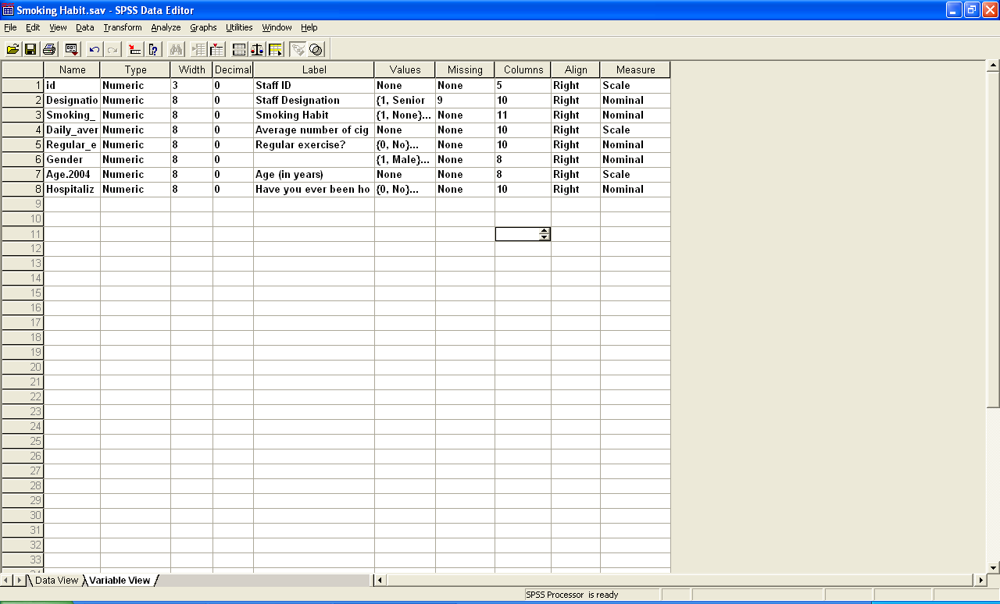 Smoking Habit.sav - SPSS Data Editor
File Edit View Data Transform Analyze Graphs Utilities Window Help
Name Type Width Decimal Label Values Missing Columns Align Measure
1 id Numeric 3 0 Staff ID None None 5 Right Scale
2 Designatio Numeric 8 0 Staff Designation {1, Senior 9 10 Right Nominal
3 Smoking_ Numeric 8 0 Smoking Habit {1, None}... None 11 Right Nominal
4 Daily_aver Numeric 8 0 Average number of cig None None 10 Right Scale
5 Regular_e Numeric 8 0 Regular exercise? {0, No}... None 10 Right Nominal
6 Gender Numeric 8 0 {1, Male}... None 8 Right Nominal
7 Age.2004 Numeric 8 0 Age (in years) None None 8 Right Scale
8 Hospitaliz Numeric 8 0 Have you ever been ho {0, No}... None 10 Right Nominal
9
10
11
12
13
14
15
16
17
18
19
20
21
22
23
24
25
26
27
28
29
30
31
32
33
Data View Variable View
SPSS Processor is ready